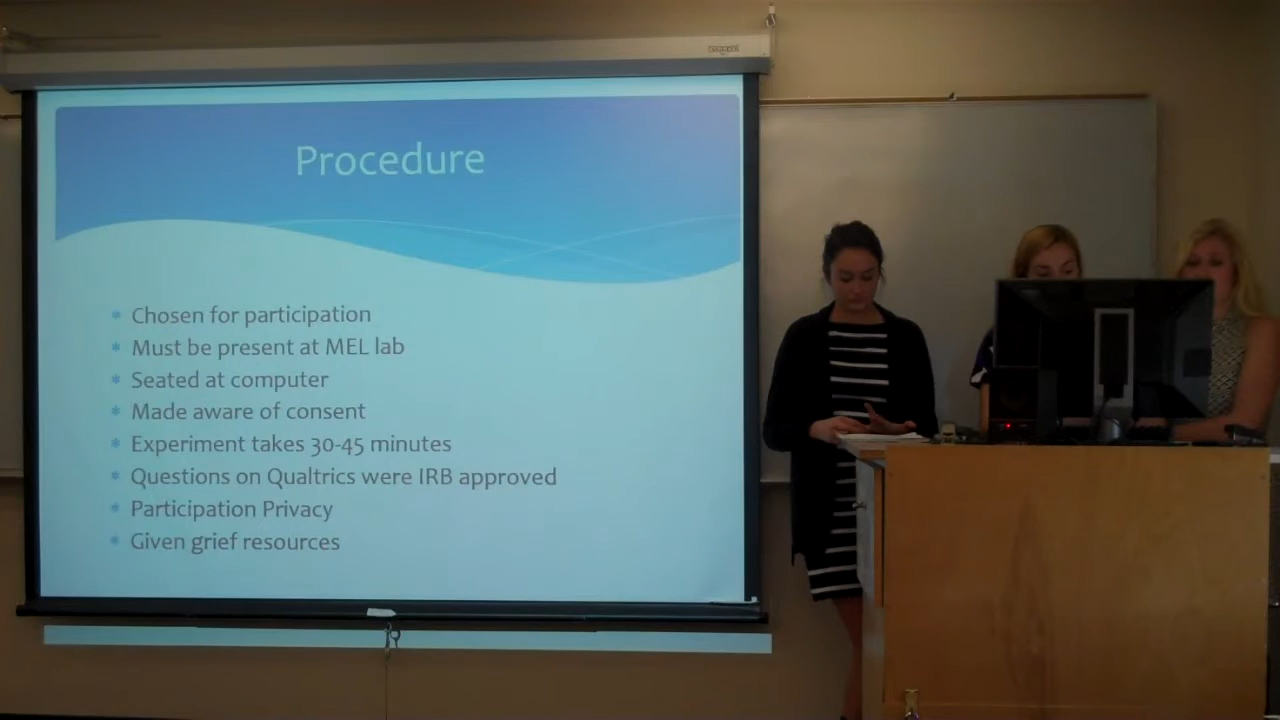 Procedure
Chosen for participation
Must be present at MEL lab
Seated at computer
Made aware of consent
Experiment takes 30-45 minutes
Questions on Qualtrics were IRB approved
Participation Privacy
Given grief resources